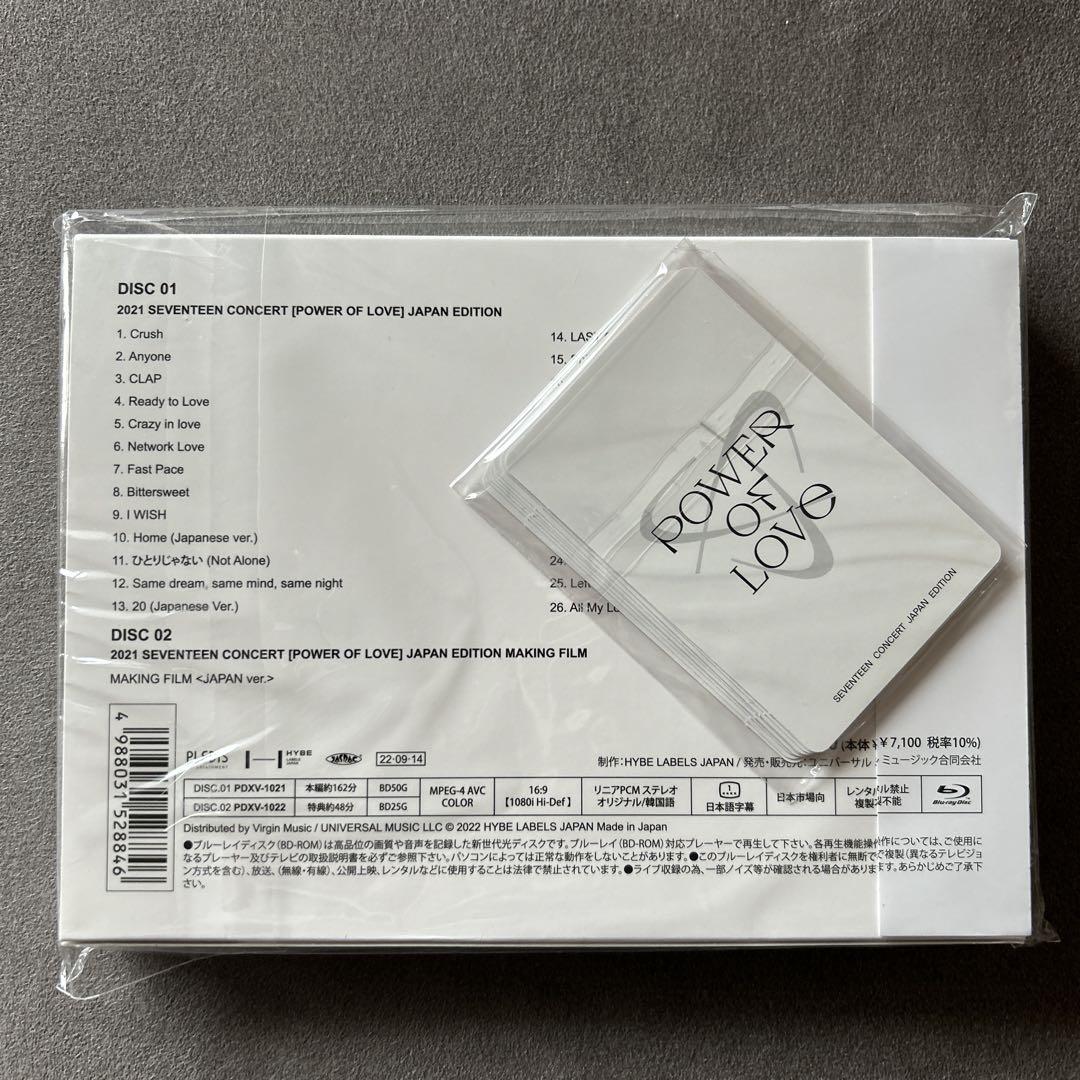 DISC 01
2021 SEVENTEEN CONCERT [POWER OF LOVE] JAPAN EDITION
1. Crush
2. Anyone
3. CLAP
4. Ready to Love
5. Crazy in love
6. Network Love
7. Fast Pace
8. Bittersweet
9. I WISH
10. Home (Japanese ver.)
11. ひとりじゃない (Not Alone)
12. Same dream, same mind, same night
13. 20 (Japanese Ver.)
14.
15.
24.
25.
26. All My
DISC 02
2021 SEVENTEEN CONCERT [POWER OF LOVE] JAPAN EDITION MAKING FILM
MAKING FILM <JAPAN ver.>
POWER
OF
LOVE
SEVENTEEN CONCERT JAPAN EDITION
4 988031 528846
PLEDIS
HYBE
LABELS
JAPAN
JASRAC
22·09·14
(本体¥7,100 税率10%)
制作:HYBE LABELS JAPAN / 発売・販売元:ユニバーサル ミュージック合同会社
DISC.01 PDXV-1021 本編約162分 BD50G
DISC.02 PDXV-1022 特典約48分 BD25G
MPEG-4 AVC
COLOR
16:9
【1080i Hi-Def】
リニアPCM ステレオ
オリジナル/韓国語
1
日本語字幕
日本市場向
レンタル禁止
複製不能
Blu-ray Disc
Distributed by Virgin Music / UNIVERSAL MUSIC LLC © 2022 HYBE LABELS JAPAN Made in Japan
●ブルーレイディスク(BD-ROM)は高品位の画質や音声を記録した新世代光ディスクです。ブルーレイ(BD-ROM)対応プレーヤーで再生してください。各再生機能操作については、ご使用に
なるプレーヤー及びテレビの取扱説明書を必ずご参照下さい。パソコンによっては正常な動作をしないことがあります。●このブルーレイディスクを権利者に無断で複製(異なるテレビジョ
ン方式を含む)、放送、(無線・有線)、公開上映、レンタルなどに使用することは法律で禁止されています。●ライブ収録の為、一部ノイズ等が確認される場合があります。あらかじめご了承下
さい。